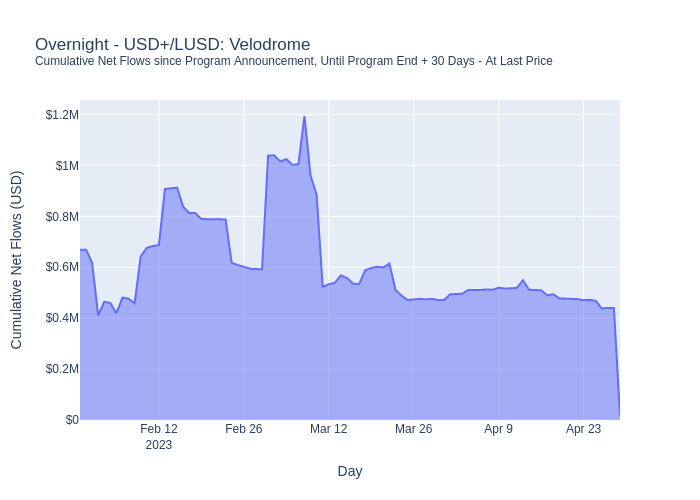 Overnight - USD+/LUSD: Velodrome
Cumulative Net Flows since Program Announcement, Until Program End + 30 Days - At Last Price
Cumulative Net Flows (USD)
$1.2M
$1M
$0.8M
$0.6M
$0.4M
$0.2M
$0
Feb 12
2023
Feb 26
Mar 12
Mar 26
Apr 9
Apr 23
Day